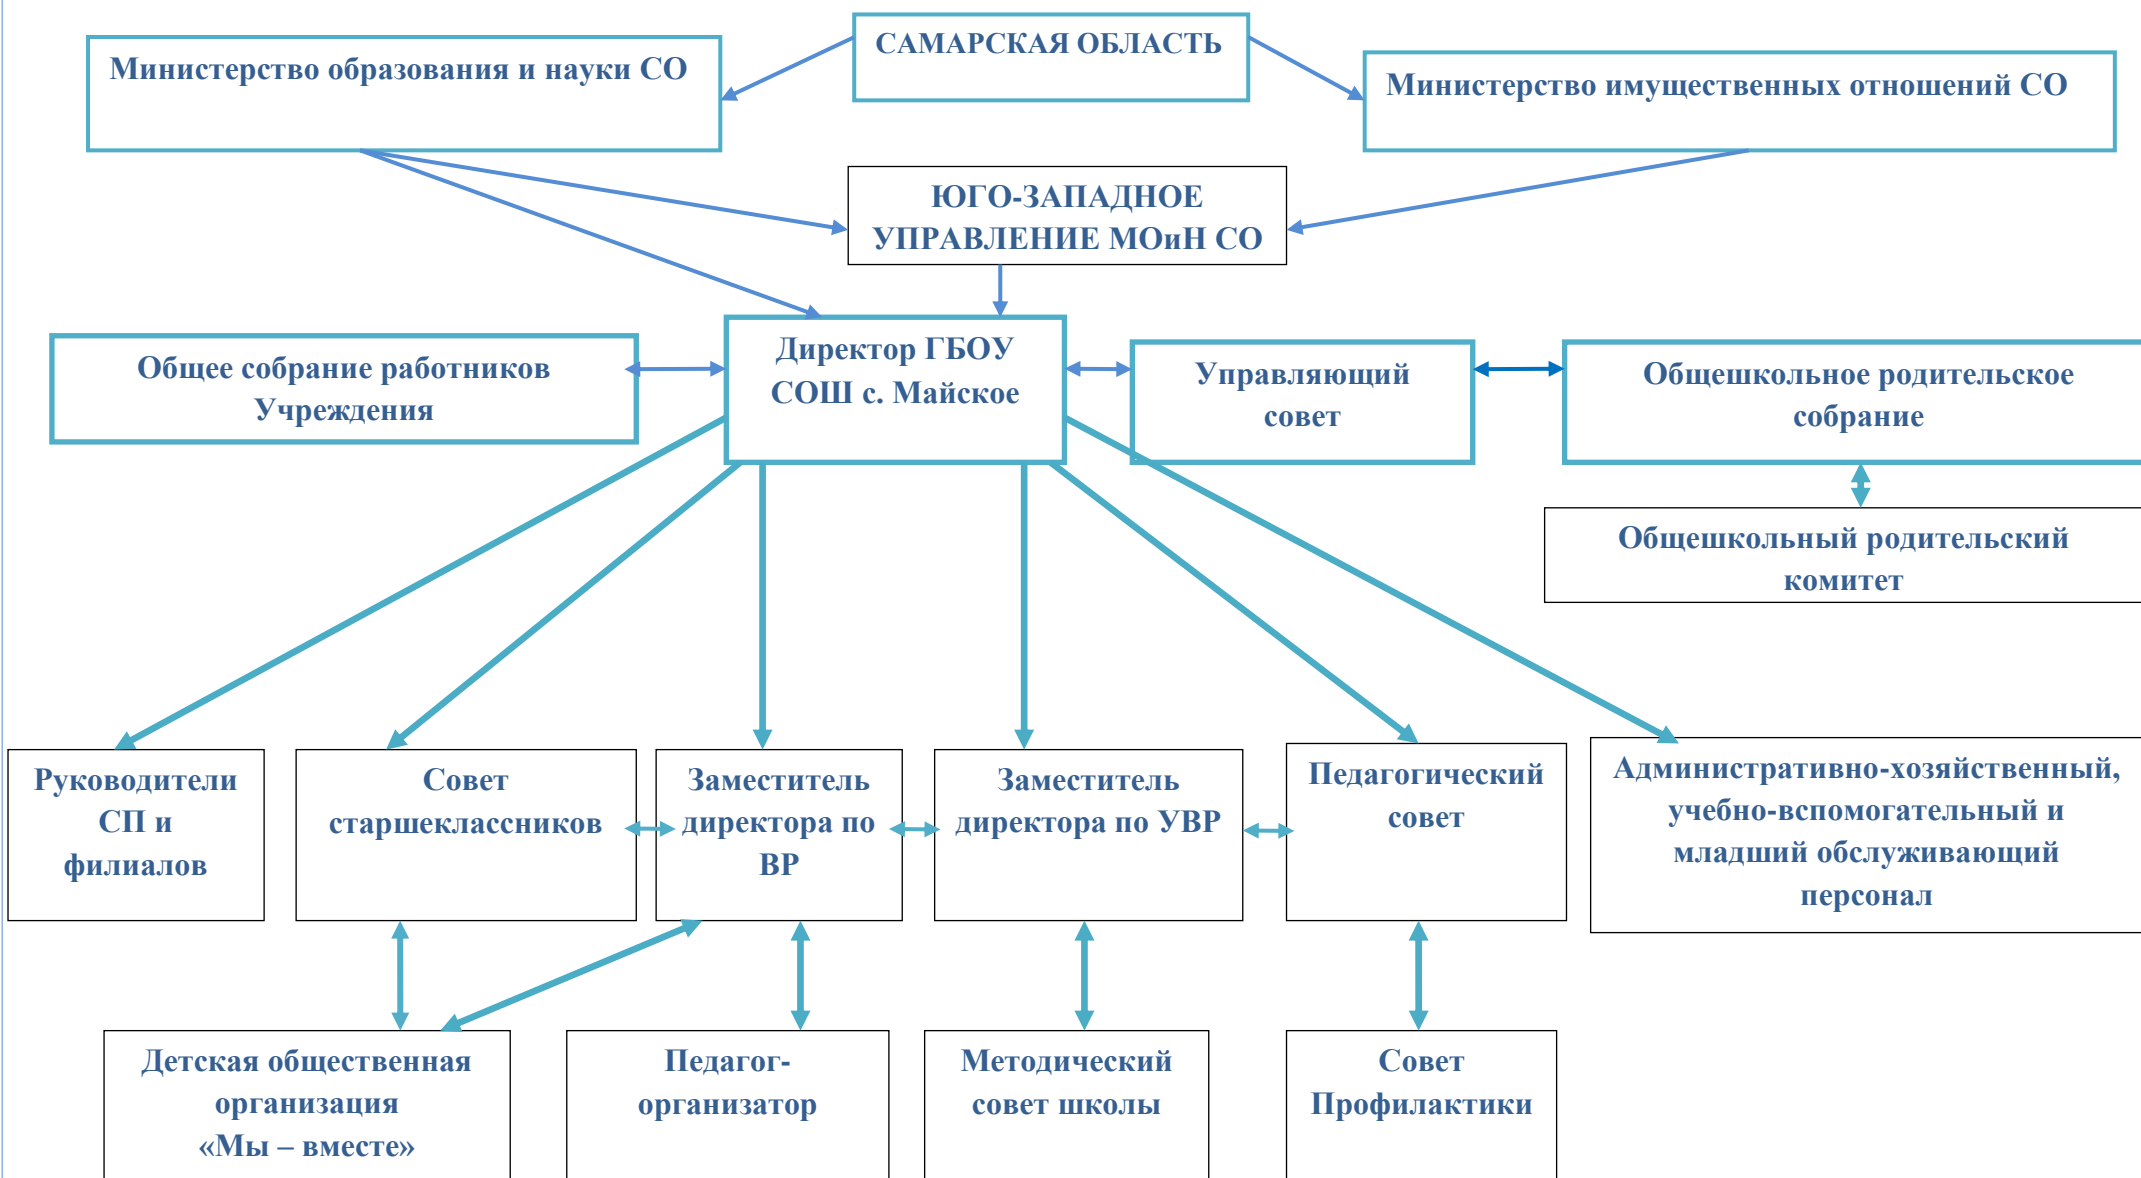 САМАРСКАЯ ОБЛАСТЬ
Министерство образования и науки СО
Министерство имущественных отношений СО
ЮГО-ЗАПАДНОЕ
УПРАВЛЕНИЕ МОиН СО
Общее собрание работников
Учреждения
Директор ГБОУ
СОШ с. Майское
Управляющий
совет
Общешкольное родительское
собрание
Общешкольный родительский
комитет
Руководители
СП и
филиалов
Совет
старшеклассников
Заместитель
директора по
ВР
Заместитель
директора по УВР
Педагогический
совет
Административно-хозяйственный,
учебно-вспомогательный и
младший обслуживающий
персонал
Детская общественная
организация
«Мы – вместе»
Педагог-
организатор
Методический
совет школы
Совет
Профилактики